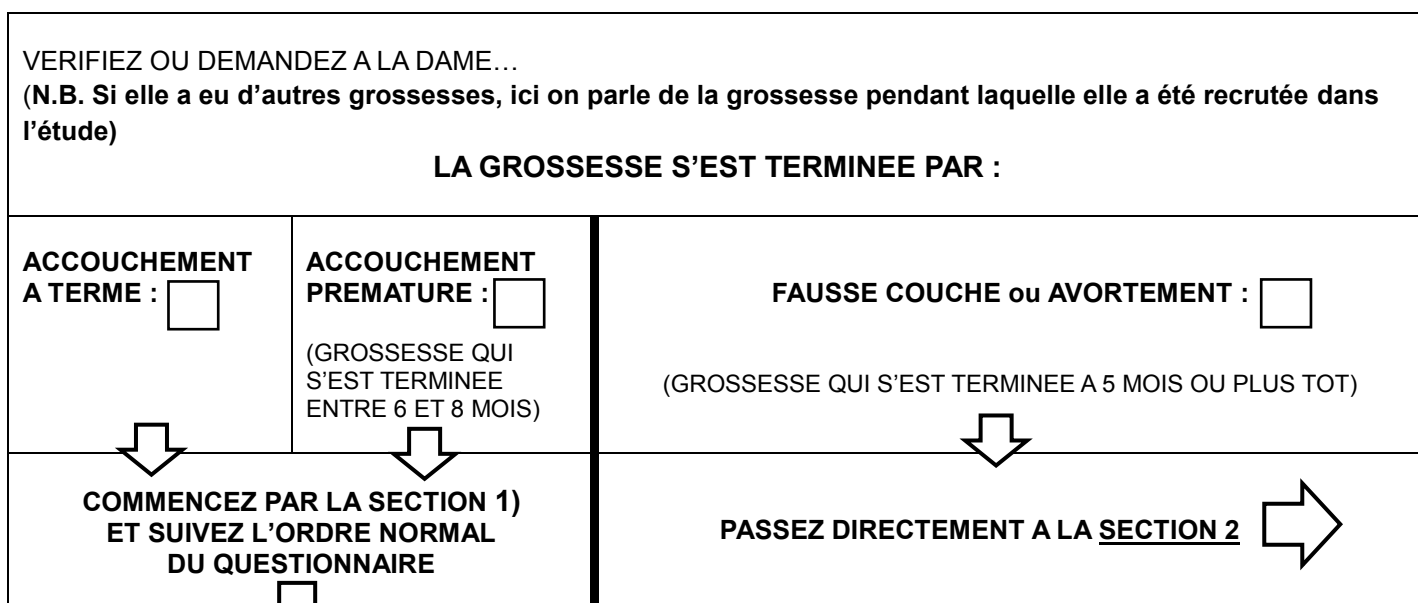 VERIFIEZ OU DEMANDEZ A LA DAME…
(N.B. Si elle a eu d’autres grossesses, ici on parle de la grossesse pendant laquelle elle a été recrutée dans
l’étude)
LA GROSSESSE S’EST TERMINEE PAR :
ACCOUCHEMENT
A TERME :
ACCOUCHEMENT
PREMATURE :
(GROSSESSE QUI
S’EST TERMINEE
ENTRE 6 ET 8 MOIS)
FAUSSE COUCHE ou AVORTEMENT :
(GROSSESSE QUI S’EST TERMINEE A 5 MOIS OU PLUS TOT)
COMMENCEZ PAR LA SECTION 1)
ET SUIVEZ L’ORDRE NORMAL
DU QUESTIONNAIRE
PASSEZ DIRECTEMENT A LA SECTION 2